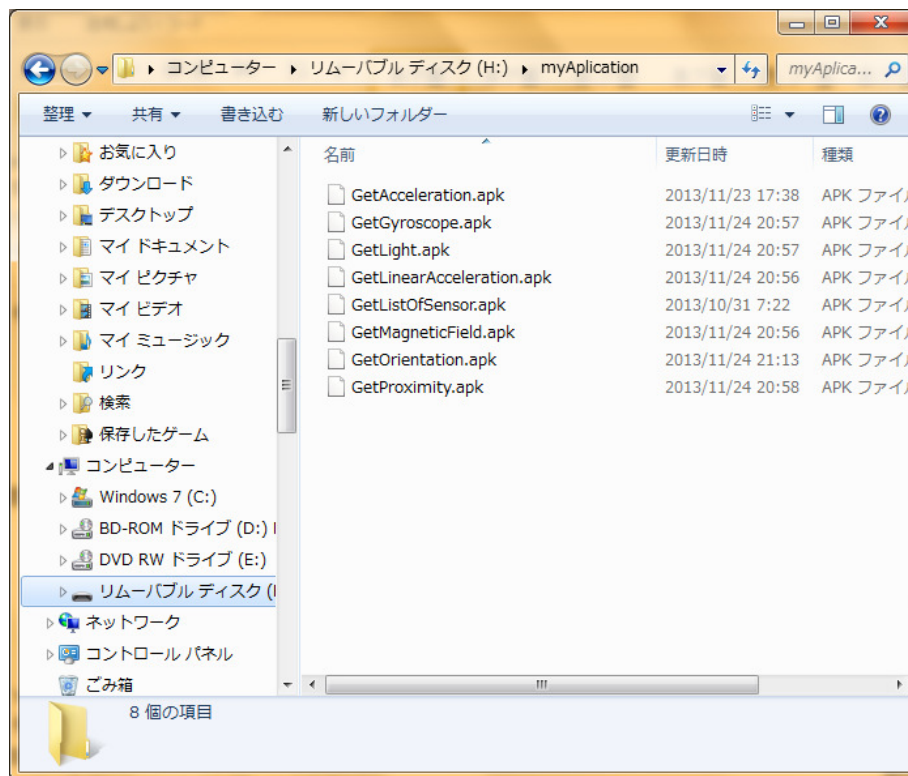 コンピューター リムーバブル ディスク (H:) myAplication myAplica...
整理 共有 書き込む 新しいフォルダー
お気に入り
ダウンロード
デスクトップ
マイ ドキュメント
マイ ピクチャ
マイ ビデオ
マイ ミュージック
リンク
検索
保存したゲーム
コンピューター
Windows 7 (C:)
BD-ROM ドライブ (D:)
DVD RW ドライブ (E:)
リムーバブル ディスク (
ネットワーク
コントロール パネル
ごみ箱
名前 更新日時 種類
GetAcceleration.apk 2013/11/23 17:38 APK ファイル
GetGyroscope.apk 2013/11/24 20:57 APK ファイル
GetLight.apk 2013/11/24 20:57 APK ファイル
GetLinearAcceleration.apk 2013/11/24 20:56 APK ファイル
GetListOfSensor.apk 2013/10/31 7:22 APK ファイル
GetMagneticField.apk 2013/11/24 20:56 APK ファイル
GetOrientation.apk 2013/11/24 21:13 APK ファイル
GetProximity.apk 2013/11/24 20:58 APK ファイル
8 個の項目